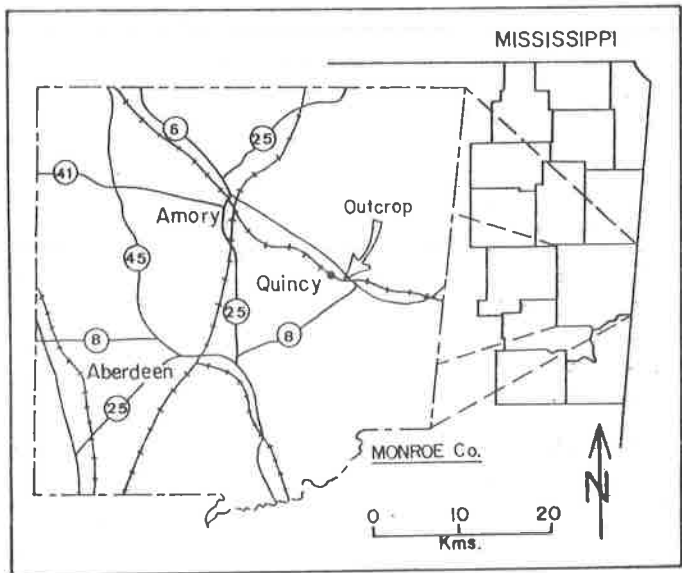 MISSISSIPPI
6
25
41
Amory
Outcrop
45
Quincy
25
8
8
Aberdeen
25
MONROE Co.
N
0 10 20
Kms.